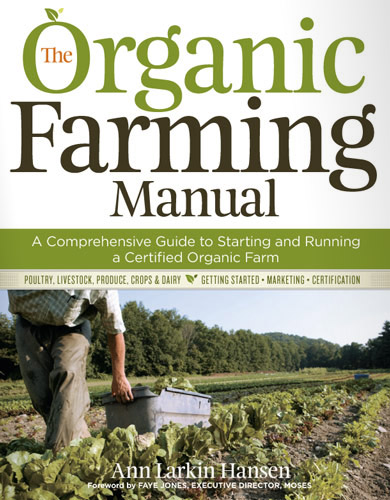 The
Organic
Farming
Manual
A Comprehensive Guide to Starting and Running
a Certified Organic Farm
POULTRY, LIVESTOCK, PRODUCE, CROPS & DAIRY GETTING STARTED • MARKETING • CERTIFICATION
Ann Larkin Hansen
Foreword by FAYE JONES, EXECUTIVE DIRECTOR, MOSES